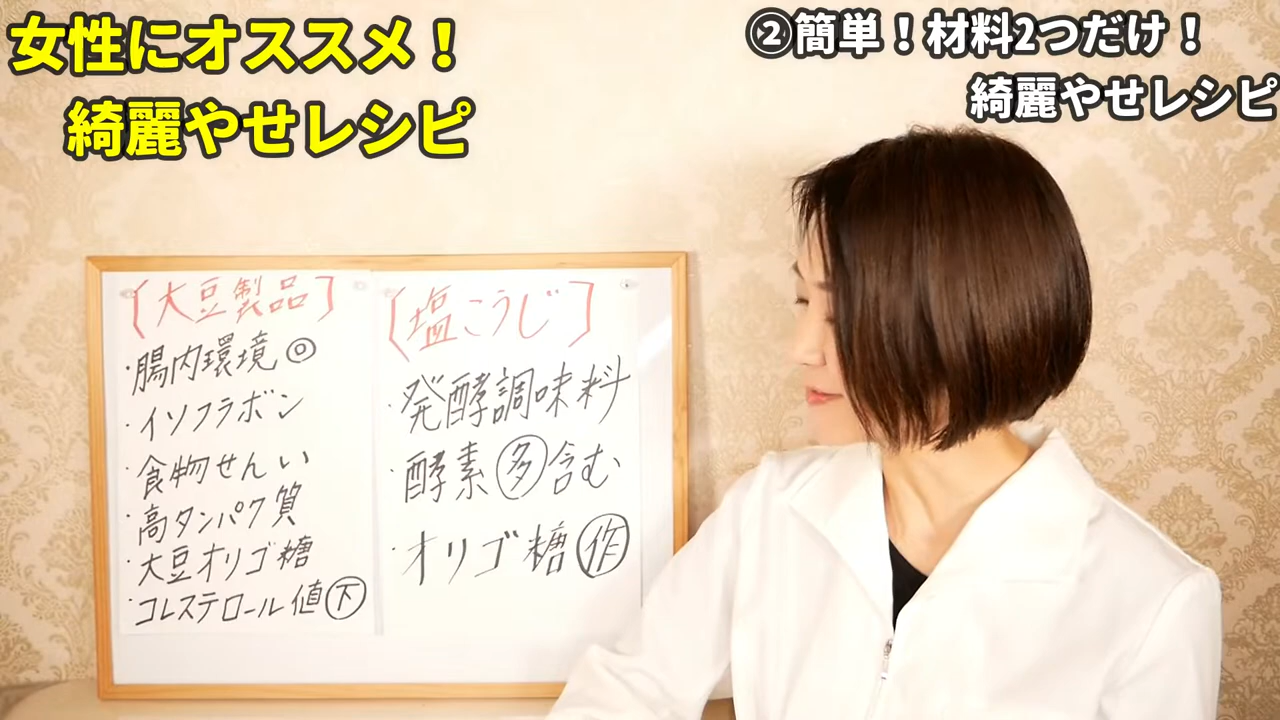 女性にオススメ！
綺麗やせレシピ
②簡単！材料2つだけ！
綺麗やせレシピ
[大豆製品]
・腸内環境◎
・イソフラボン
・食物せんい
・高タンパク質
・大豆オリゴ糖
・コレステロール値㊦
[塩こうじ]
・発酵調味料
・酵素多含む
・オリゴ糖作